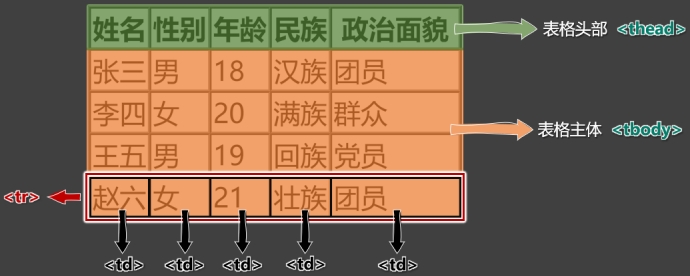 姓名 性别 年龄 民族 政治面貌 表格头部 <thead>
张三 男 18 汉族 团员
李四 女 20 满族 群众
表格主体 <tbody>
王五 男 19 回族 党员
<tr> 赵六 女 21 壮族 团员
<td> <td> <td> <td> <td>